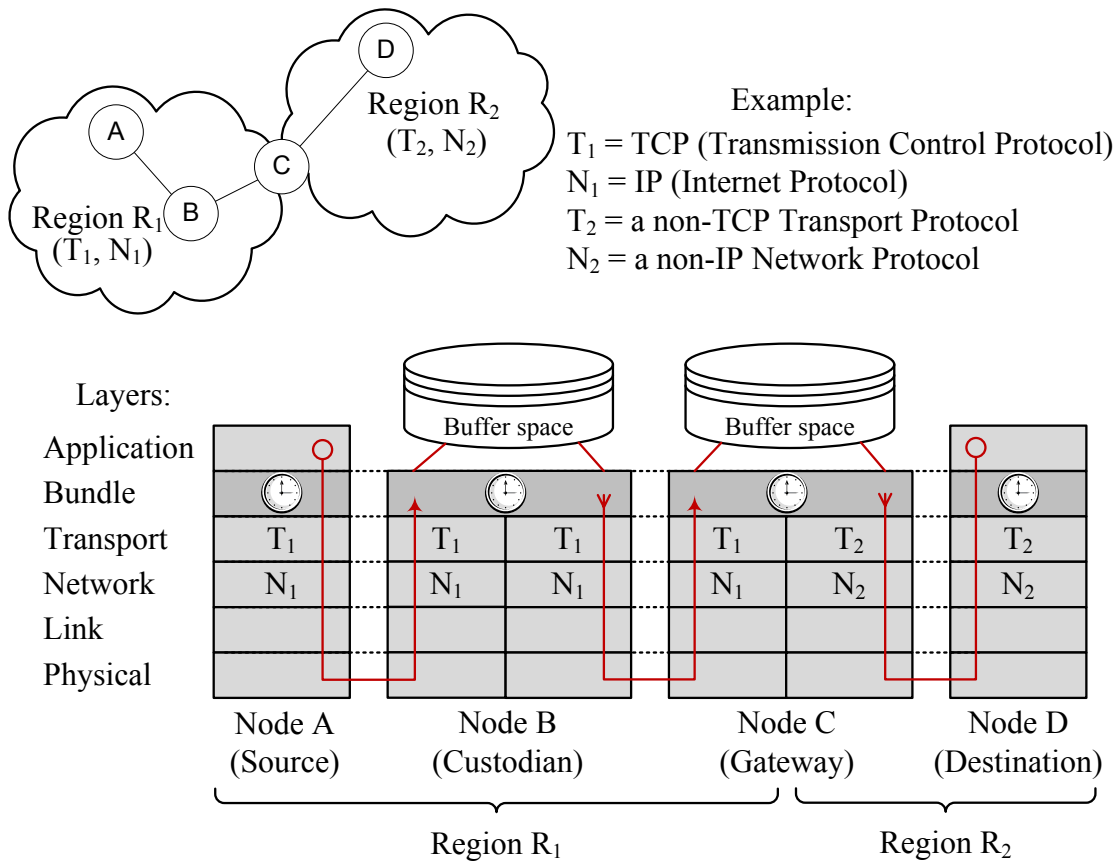 D
Region R₂
(T₂, N₂)
A
C
B
Region R₁
(T₁, N₁)
Example:
T₁ = TCP (Transmission Control Protocol)
N₁ = IP (Internet Protocol)
T₂ = a non-TCP Transport Protocol
N₂ = a non-IP Network Protocol
Layers:
Buffer space Buffer space
Application
Bundle
Transport T₁ T₁ T₁ T₁ T₂ T₂
Network N₁ N₁ N₁ N₁ N₂ N₂
Link
Physical
Node A Node B Node C Node D
(Source) (Custodian) (Gateway) (Destination)
Region R₁ Region R₂